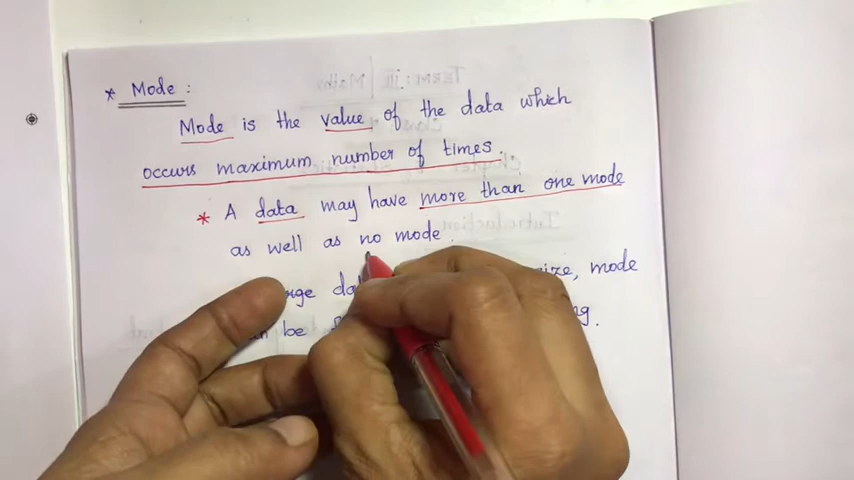 * Mode :
Mode is the value of the data which
occurs maximum number of times.
* A data may have more than one mode
as well as no mode.
mode
be